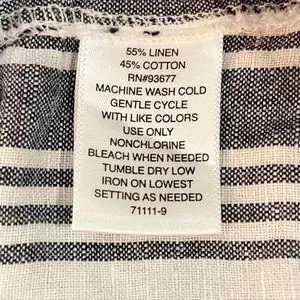 55% LINEN
45% COTTON
RN#93677
MACHINE WASH COLD
GENTLE CYCLE
WITH LIKE COLORS
USE ONLY
NONCHLORINE
BLEACH WHEN NEEDED
TUMBLE DRY LOW
IRON ON LOWEST
SETTING AS NEEDED
71111-9